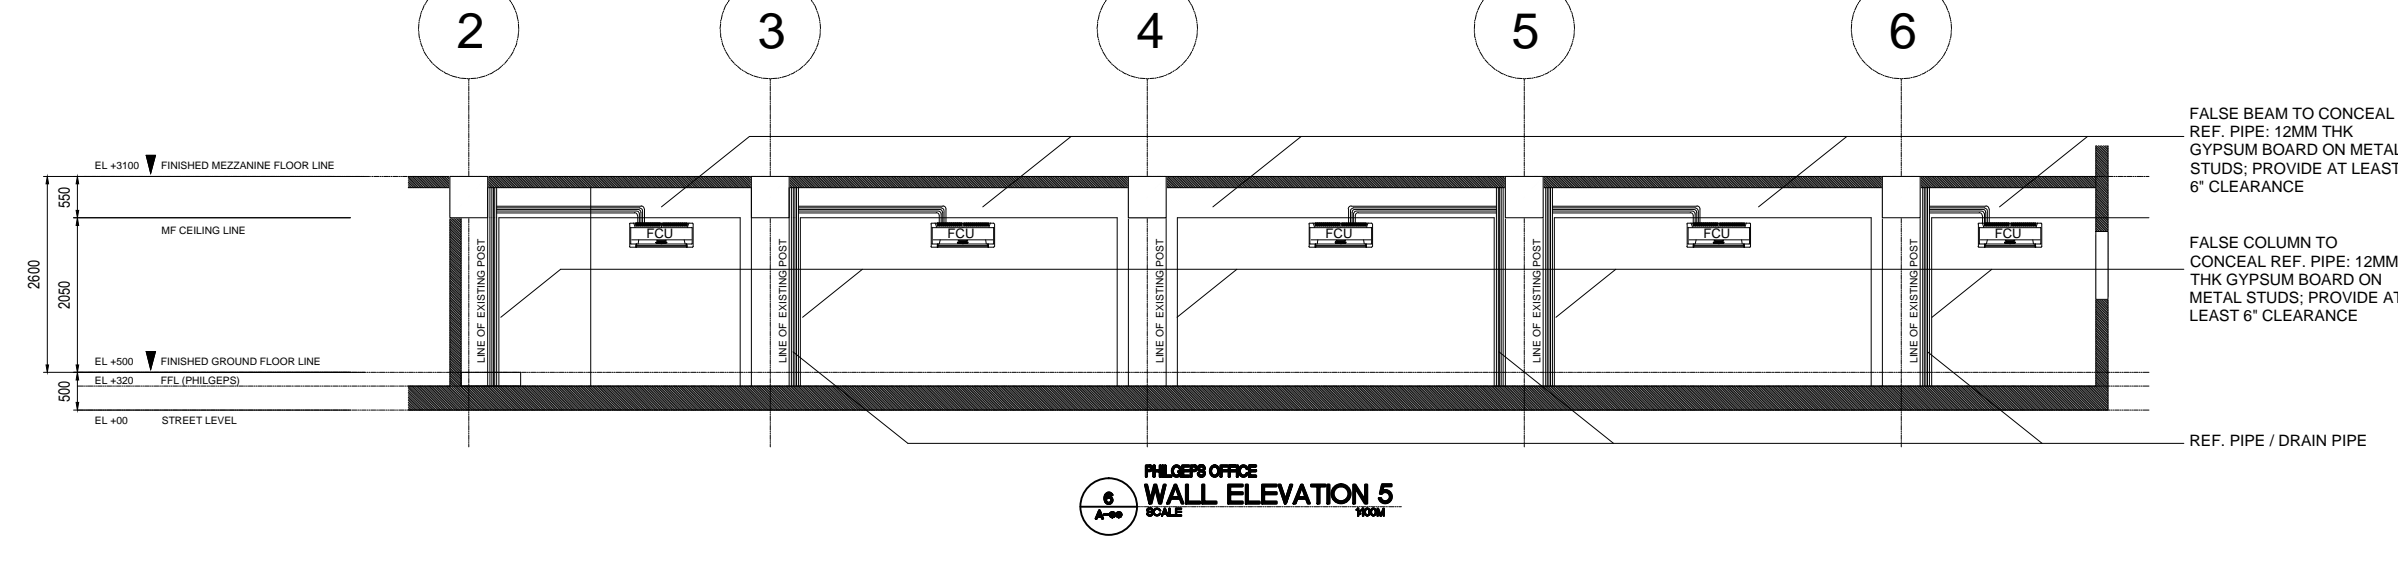 2
3
4
5
6
FALSE BEAM TO CONCEAL
REF. PIPE: 12MM THK
GYPSUM BOARD ON METAL
STUDS; PROVIDE AT LEAST
6" CLEARANCE
EL +3100 FINISHED MEZZANINE FLOOR LINE
550
MF CEILING LINE
2600
2050
FCU
FCU
FCU
FCU
FCU
LINE OF EXISTING POST
LINE OF EXISTING POST
LINE OF EXISTING POST
LINE OF EXISTING POST
LINE OF EXISTING POST
FALSE COLUMN TO
CONCEAL REF. PIPE: 12MM
THK GYPSUM BOARD ON
METAL STUDS; PROVIDE AT
LEAST 6" CLEARANCE
EL +500 FINISHED GROUND FLOOR LINE
EL +320 FFL (PHILGEPS)
500
EL +00 STREET LEVEL
REF. PIPE / DRAIN PIPE
PHILGEPS OFFICE
6 WALL ELEVATION 5
SCALE